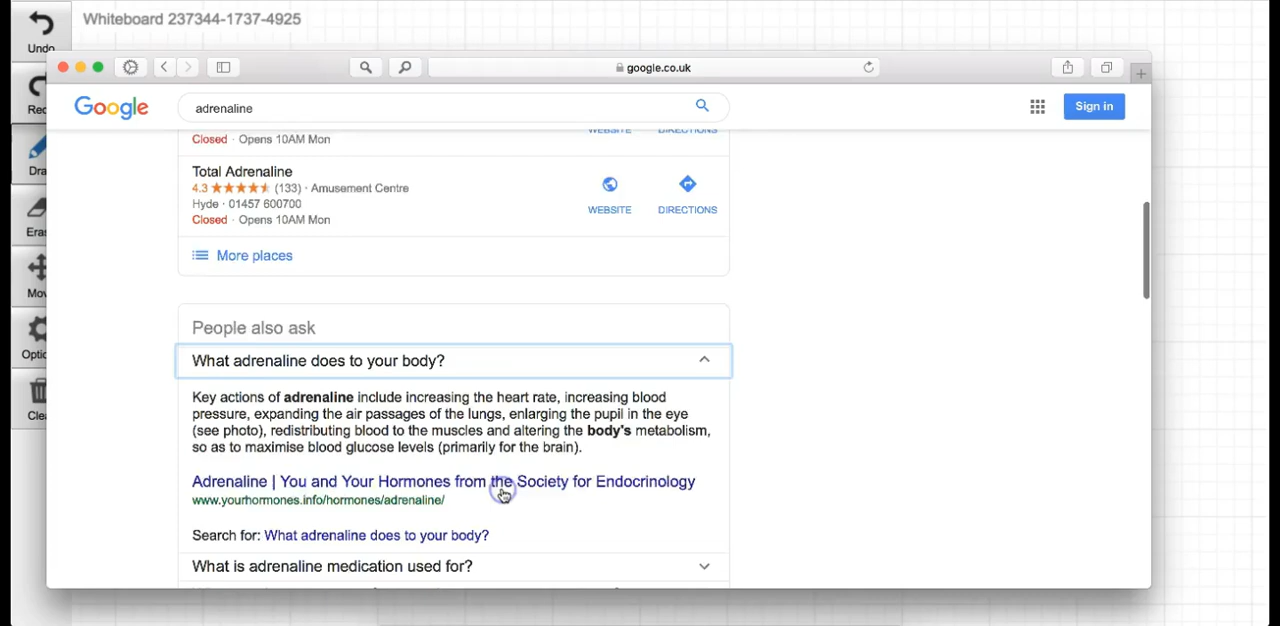 Whiteboard 237344-1737-4925
Undo
google.co.uk
Google
adrenaline
Sign in
Closed · Opens 10AM Mon
WEBSITE
DIRECTIONS
Total Adrenaline
4.3 (133) · Amusement Centre
Hyde · 01457 600700
Closed · Opens 10AM Mon
WEBSITE
DIRECTIONS
More places
People also ask
What adrenaline does to your body?
Key actions of adrenaline include increasing the heart rate, increasing blood
pressure, expanding the air passages of the lungs, enlarging the pupil in the eye
(see photo), redistributing blood to the muscles and altering the body's metabolism,
so as to maximise blood glucose levels (primarily for the brain).
Adrenaline | You and Your Hormones from the Society for Endocrinology
www.yourhormones.info/hormones/adrenaline/
Search for: What adrenaline does to your body?
What is adrenaline medication used for?